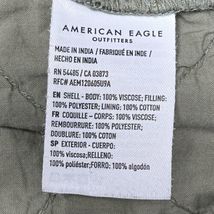 AMERICAN EAGLE
OUTFITTERS
MADE IN INDIA / FABRIQUÉ EN INDE /
HECHO EN INDIA
RN 54485 / CA 03873
RFC# AEM120605U9A
EN SHELL - BODY: 100% VISCOSE; FILLING:
100% POLYESTER; LINING: 100% COTTON
FR COQUILLE - CORPS: 100% VISCOSE;
REMBOURRURE: 100% POLYESTER;
DOUBLURE: 100% COTON
SP EXTERIOR - CUERPO:
100% viscosa;RELLENO:
100% poliéster;FORRO: 100% algodón